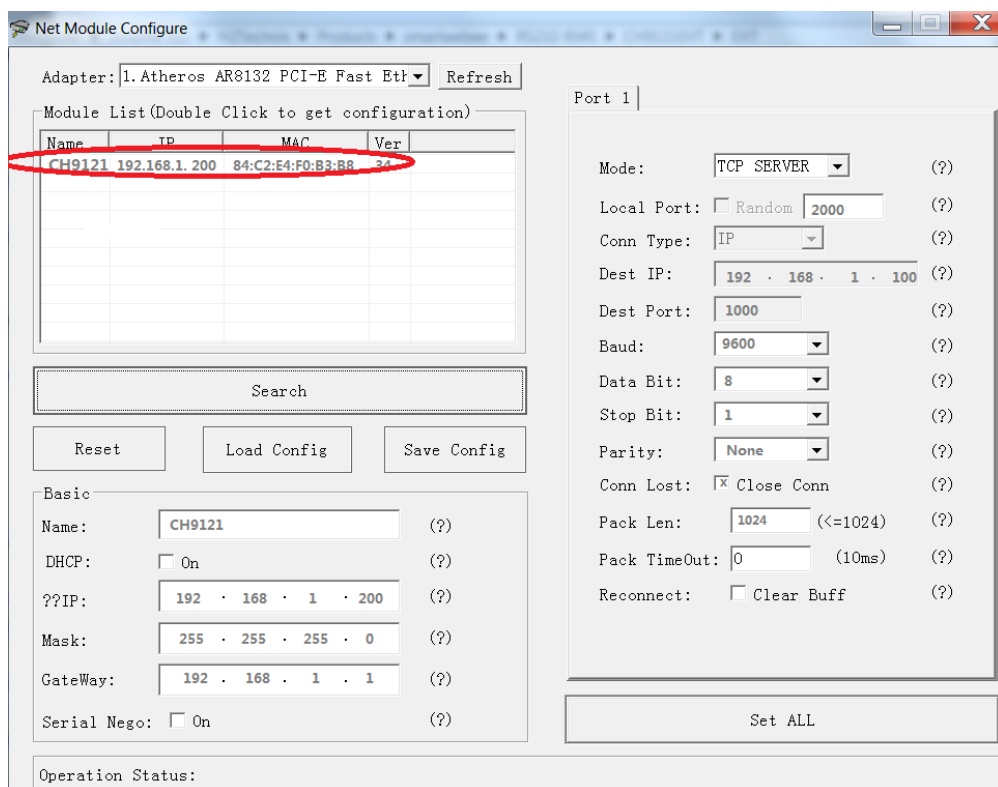 Net Module Configure
Adapter: 1. Atheros AR8132 PCI-E Fast Eth Refresh
Module List(Double Click to get configuration)
Name IP MAC Ver
CH9121 192.168.1. 200 84:C2:E4:F0:B3:B8 34
Search
Reset Load Config Save Config
Basic
Name: CH9121 (?)
DHCP: On (?)
??IP: 192 . 168 . 1 . 200 (?)
Mask: 255 . 255 . 255 . 0 (?)
GateWay: 192 . 168 . 1 . 1 (?)
Serial Nego: On (?)
Port 1
Mode: TCP SERVER (?)
Local Port: Random 2000 (?)
Conn Type: IP (?)
Dest IP: 192 . 168 . 1 . 100 (?)
Dest Port: 1000 (?)
Baud: 9600 (?)
Data Bit: 8 (?)
Stop Bit: 1 (?)
Parity: None (?)
Conn Lost: x Close Conn (?)
Pack Len: 1024 (<=1024) (?)
Pack TimeOut: 0 (10ms) (?)
Reconnect: Clear Buff (?)
Set ALL
Operation Status: